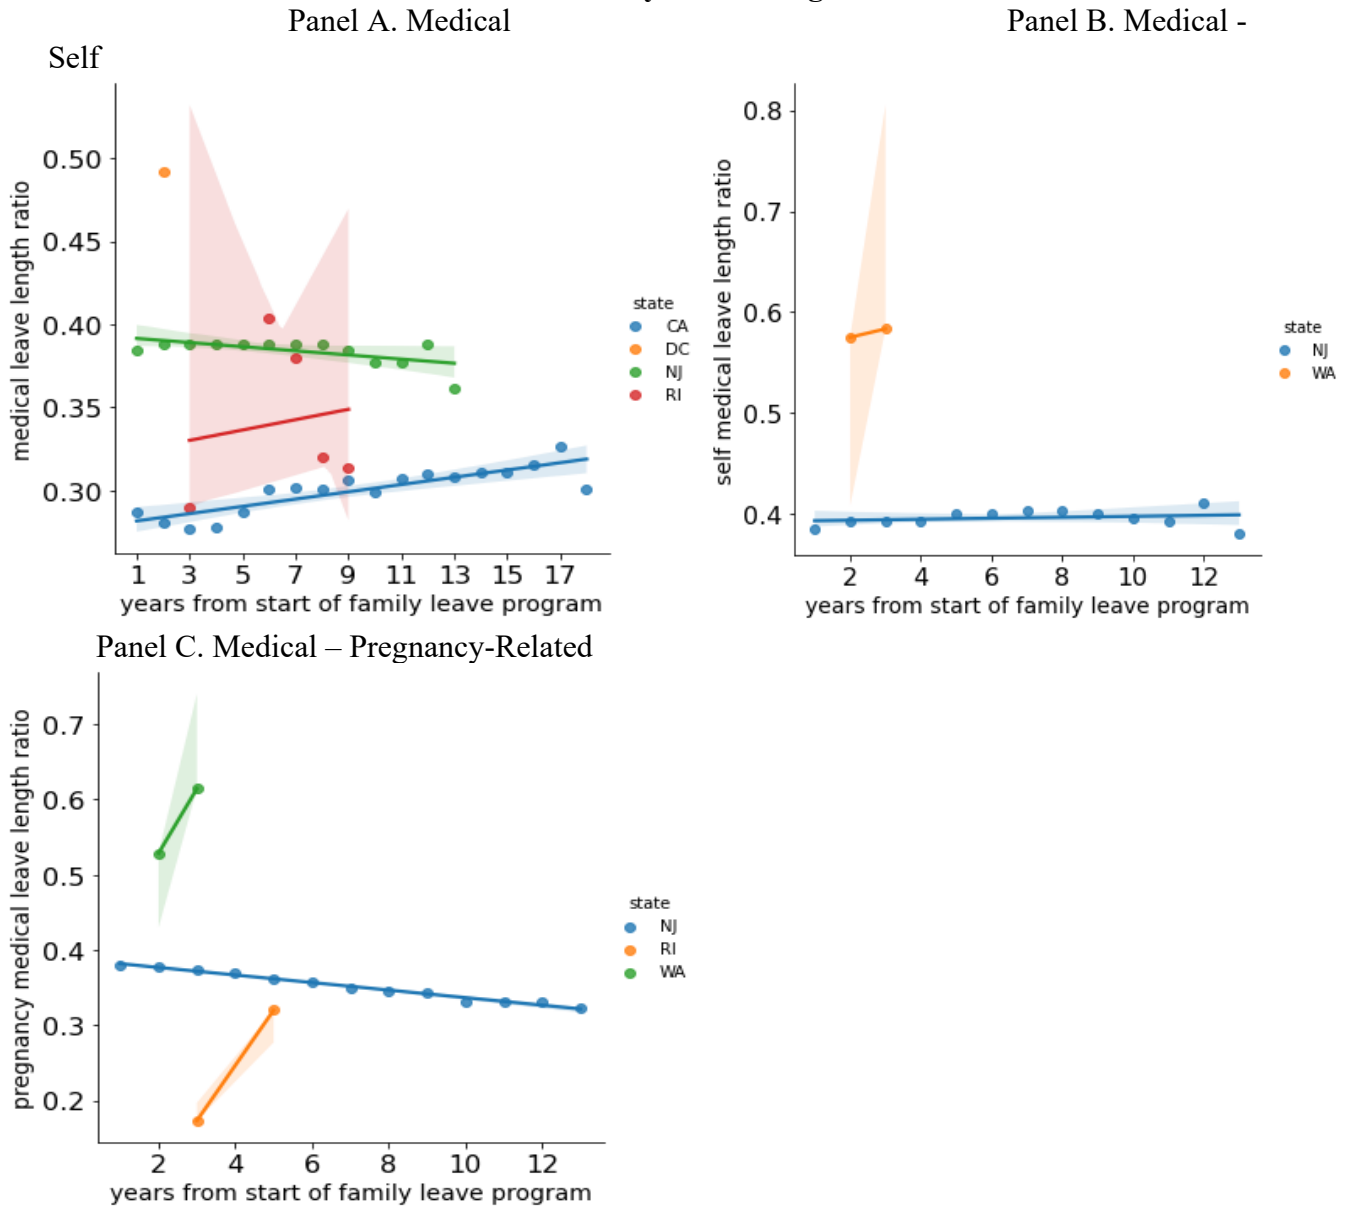 Panel A. Medical
Panel B. Medical -
Self
medical leave length ratio
0.50
0.45
0.40
0.35
0.30
1 3 5 7 9 11 13 15 17
years from start of family leave program
state
CA
DC
NJ
RI
self medical leave length ratio
0.8
0.7
0.6
0.5
0.4
2 4 6 8 10 12
years from start of family leave program
state
NJ
WA
Panel C. Medical – Pregnancy-Related
pregnancy medical leave length ratio
0.7
0.6
0.5
0.4
0.3
0.2
2 4 6 8 10 12
years from start of family leave program
state
NJ
RI
WA